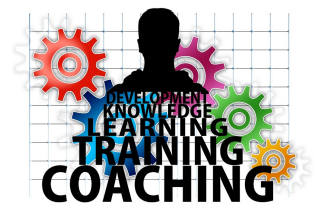 DEVELOPMENT
KNOWLEDGE
LEARNING
TRAINING
COACHING